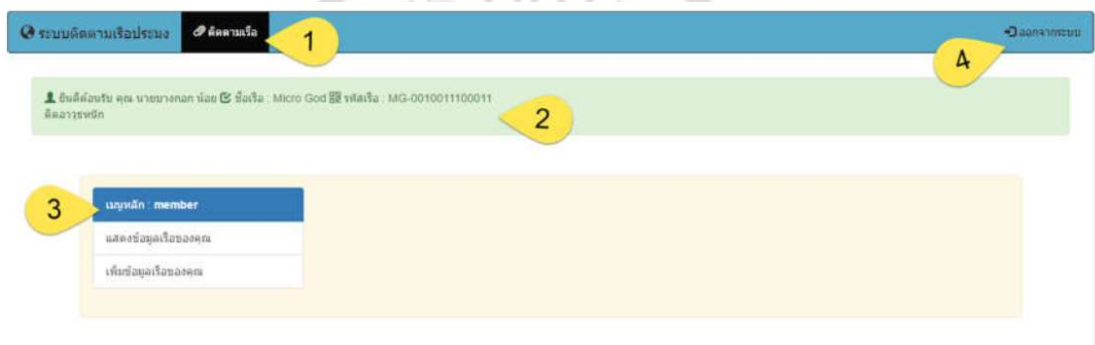 ระบบติดตามเรือประมง ติดตามเรือ 1 4 ออกจากระบบ
ยินดีต้อนรับ คุณ นายบางกอก น้อย ชื่อเรือ : Micro God รหัสเรือ : MG-0010011100011
ติดอาวุธหนัก
2
3 เมนูหลัก : member
แสดงข้อมูลเรือของคุณ
เพิ่มข้อมูลเรือของคุณ